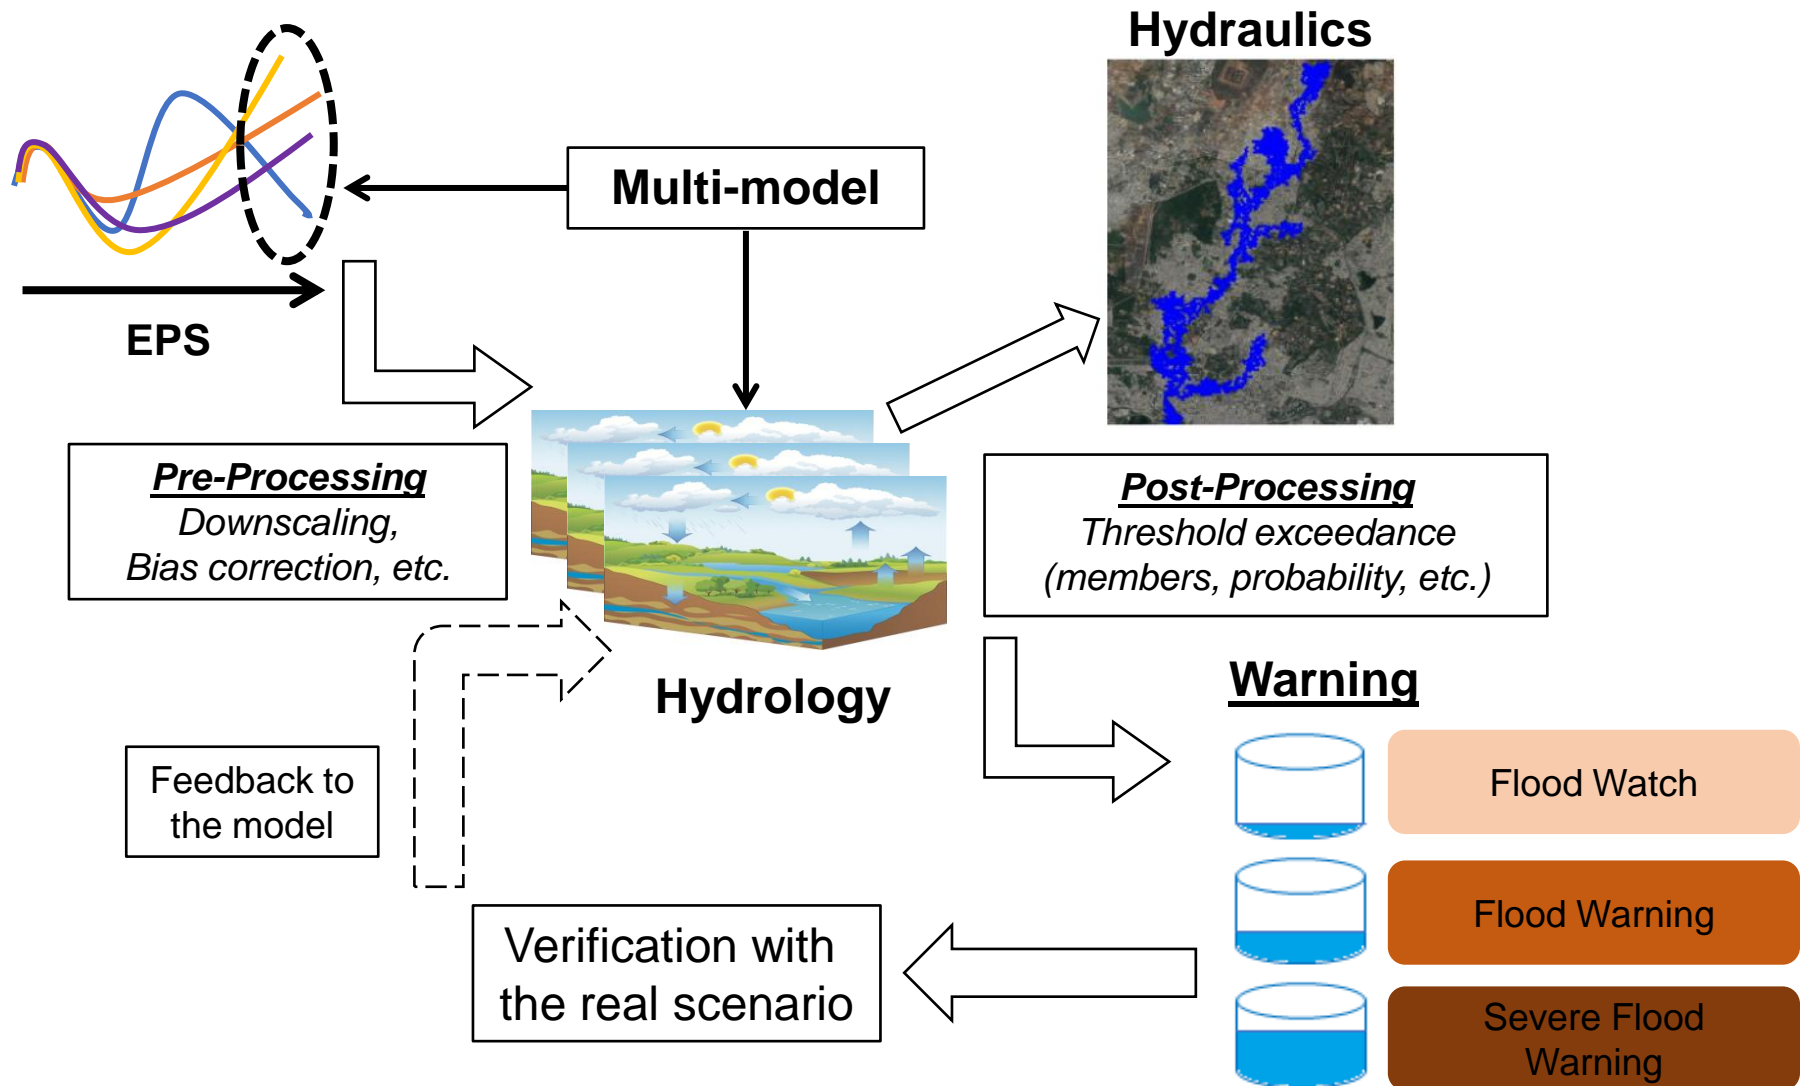 Hydraulics
Multi-model
EPS
Pre-Processing
Downscaling,
Bias correction, etc.
Post-Processing
Threshold exceedance
(members, probability, etc.)
Hydrology
Warning
Feedback to
the model
Flood Watch
Flood Warning
Verification with
the real scenario
Severe Flood
Warning